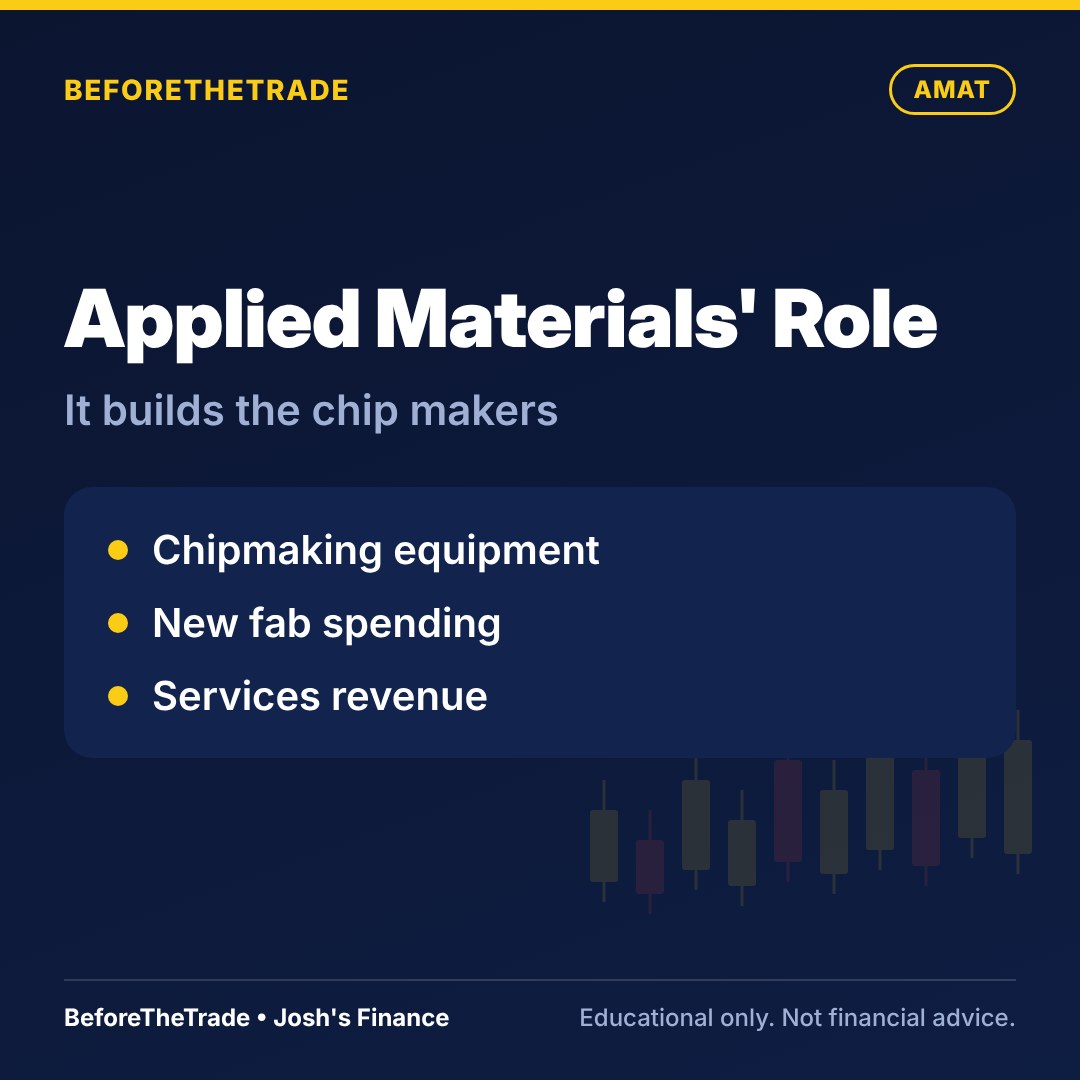 BEFORETHETRADE
AMAT
Applied Materials' Role
It builds the chip makers
Chipmaking equipment
New fab spending
Services revenue
BeforeTheTrade • Josh's Finance
Educational only. Not financial advice.